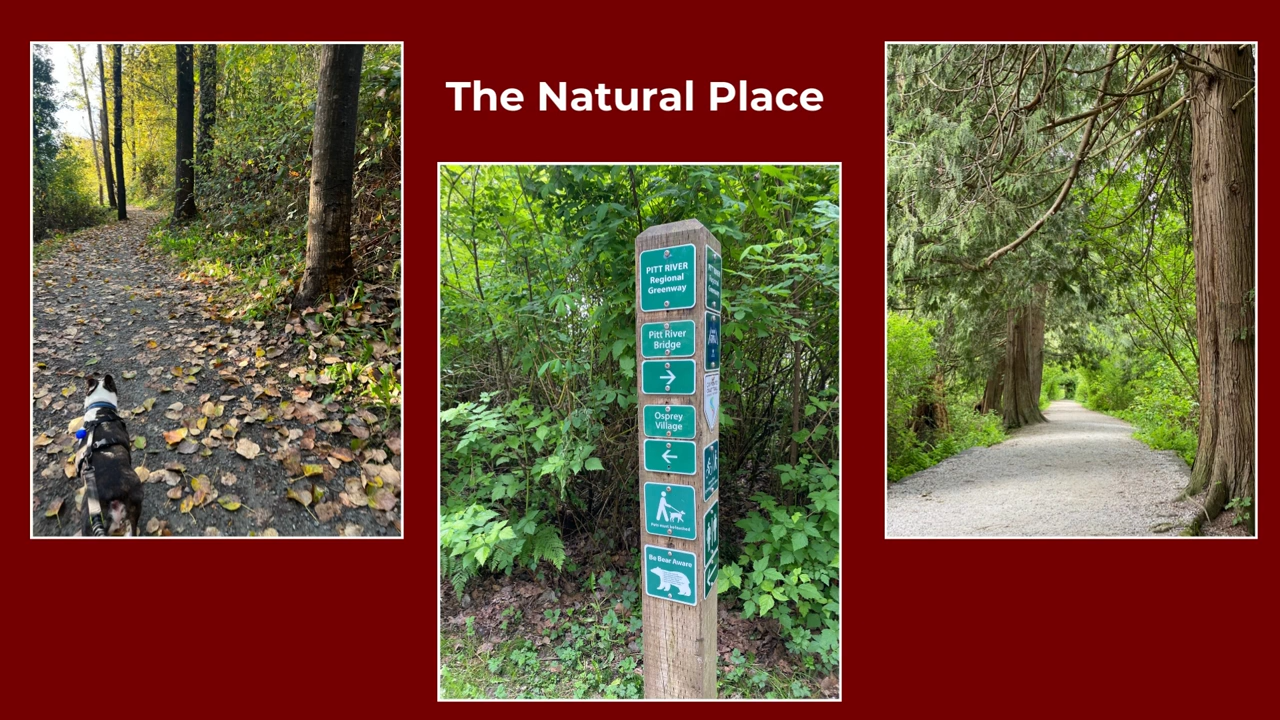 The Natural Place
PITT RIVER
Regional
Greenway
Pitt River
Bridge
→
Osprey
Village
←
Be Bear Aware